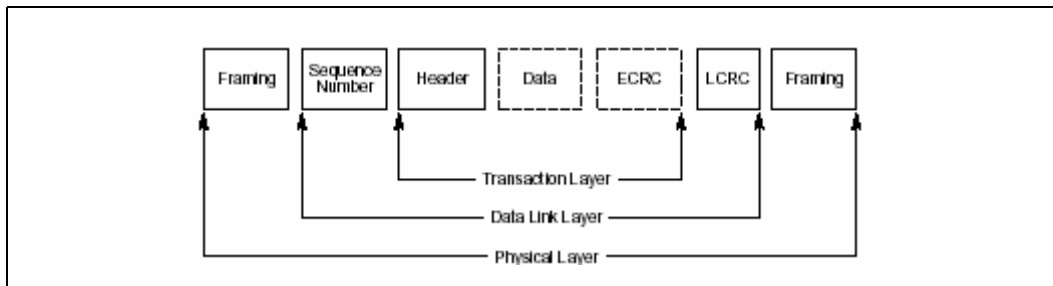 Framing
Sequence
Number
Header
Data
ECRC
LCRC
Framing
Transaction Layer
Data Link Layer
Physical Layer